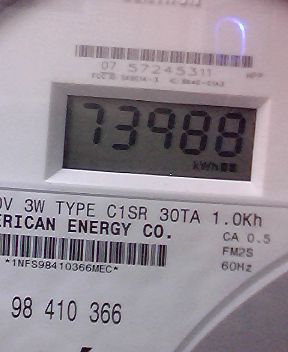 07 57245311
73988
kWh
0V 3W TYPE C1SR 30TA 1.0Kh
ERICAN ENERGY CO.
CA 0.5
FM2S
60Hz
*1NFS98410366MEC*
98 410 366